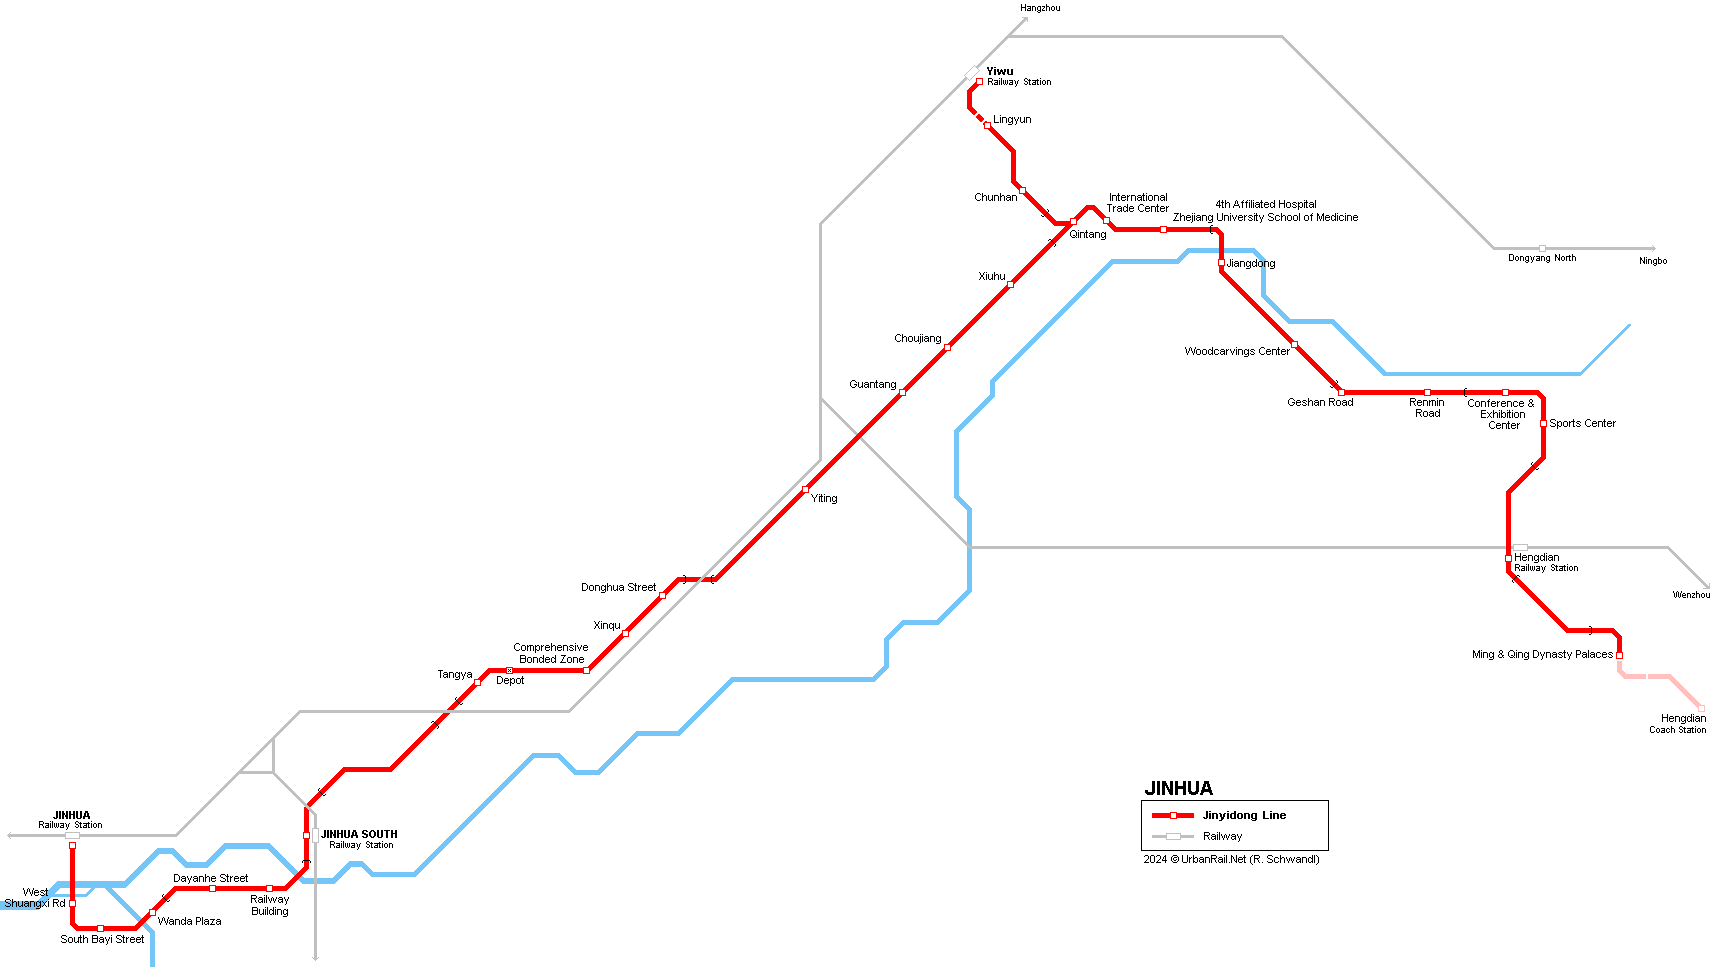 Hangzhou
Yiwu
Railway Station
Lingyun
Chunhan
International
Trade Center
4th Affiliated Hospital
Zhejiang University School of Medicine
Qintang
Jiangdong
Dongyang North
Ningbo
Xiuhu
Choujiang
Woodcarvings Center
Guantang
Geshan Road
Renmin
Road
Conference &
Exhibition
Center
Sports Center
Yiting
Hengdian
Railway Station
Wenzhou
Donghua Street
Xinqu
Comprehensive
Bonded Zone
Tangya
Depot
Ming & Qing Dynasty Palaces
Hengdian
Coach Station
JINHUA
Railway Station
JINHUA SOUTH
Railway Station
West
Shuangxi Rd
Dayanhe Street
Railway
Building
Wanda Plaza
South Bayi Street
JINHUA
Jinyidong Line
Railway
2024 © UrbanRail.Net (R. Schwandl)